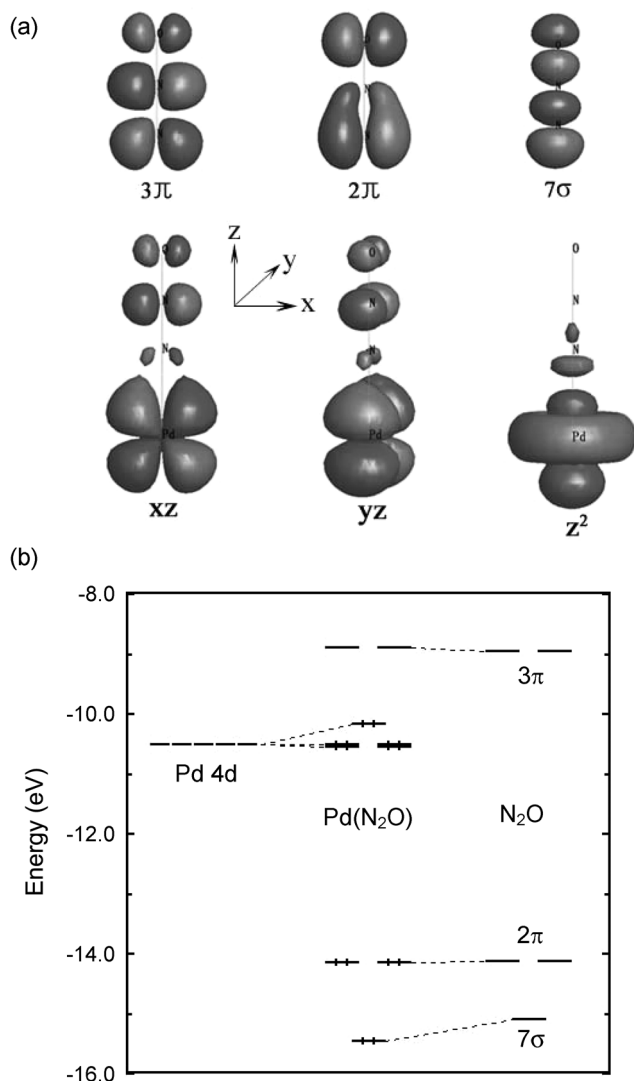 (a)
O
N
N
3π
O
N
N
2π
O
N
N
7σ
z
y
x
O
N
N
Pd
xz
O
N
N
Pd
yz
O
N
N
Pd
z²
(b)
Energy (eV)
-8.0
-10.0
-12.0
-14.0
-16.0
3π
Pd 4d
Pd(N₂O)
N₂O
2π
7σ